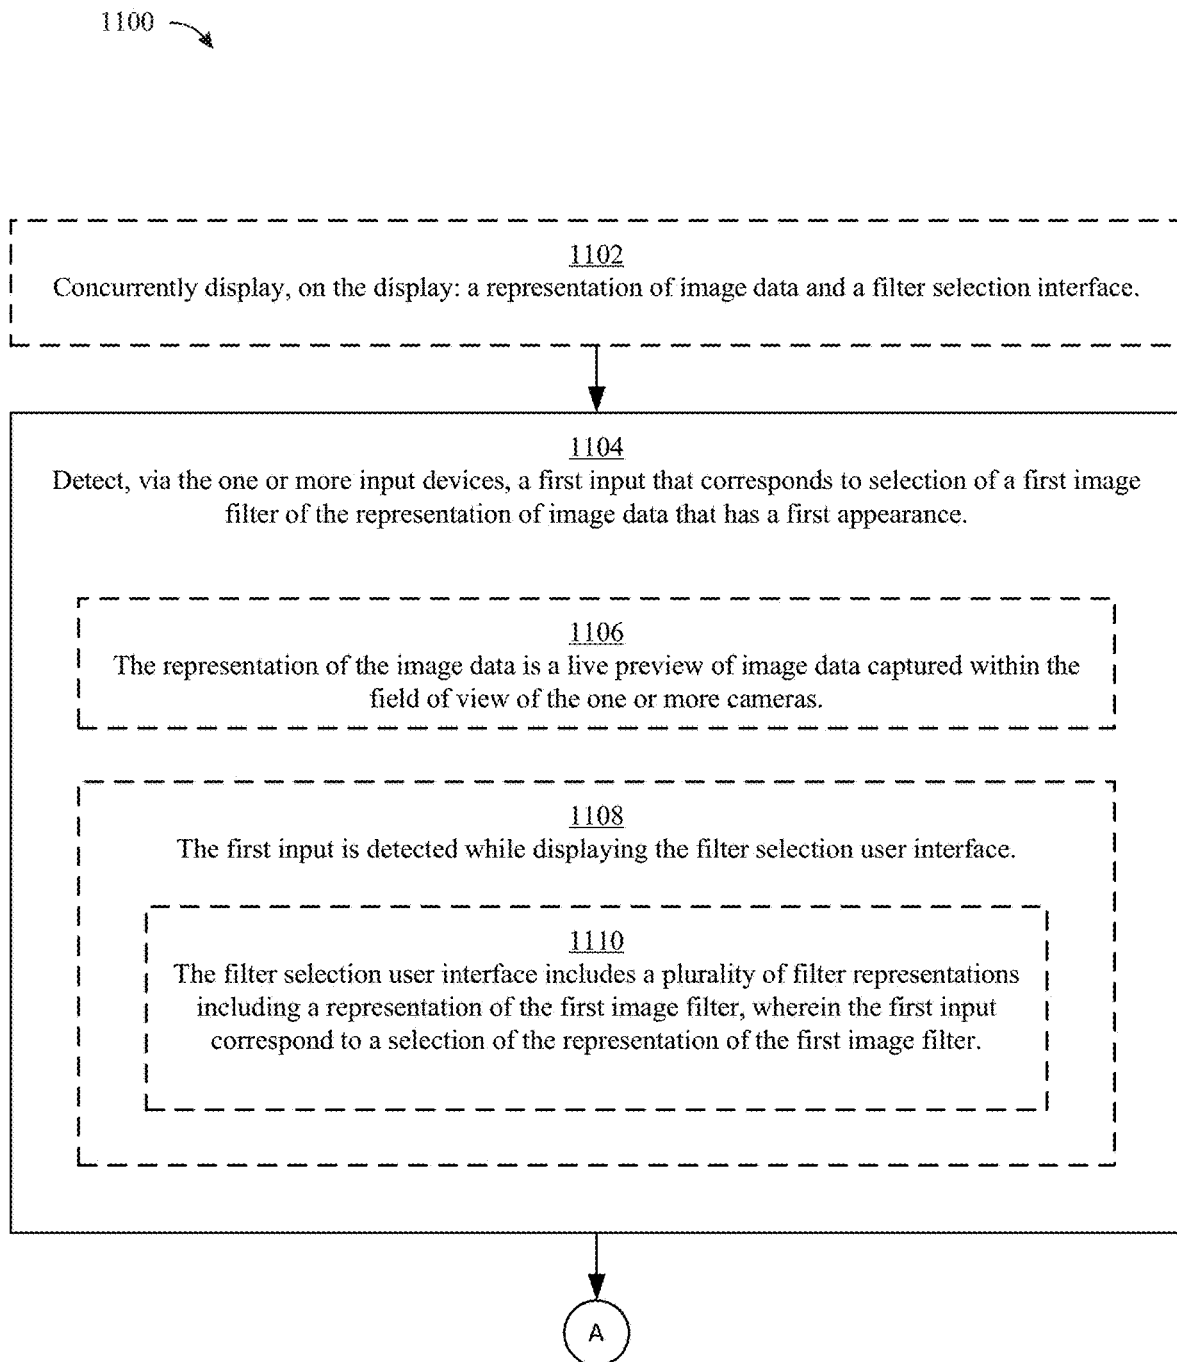 1100
1102
Concurrently display, on the display: a representation of image data and a filter selection interface.
1104
Detect, via the one or more input devices, a first input that corresponds to selection of a first image
filter of the representation of image data that has a first appearance.
1106
The representation of the image data is a live preview of image data captured within the
field of view of the one or more cameras.
1108
The first input is detected while displaying the filter selection user interface.
1110
The filter selection user interface includes a plurality of filter representations
including a representation of the first image filter, wherein the first input
correspond to a selection of the representation of the first image filter.
A